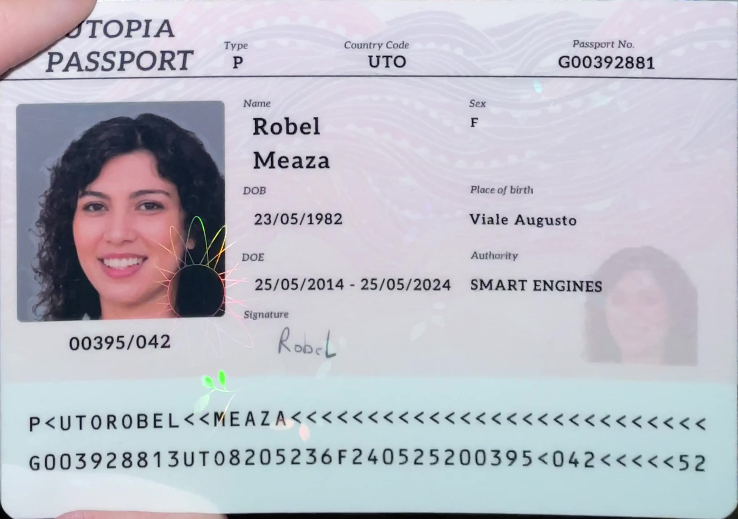 UTOPIA
PASSPORT
Type
P
Country Code
UTO
Passport No.
G00392881
Name
Robel
Meaza
Sex
F
DOB
23/05/1982
Place of birth
Viale Augusto
DOE
25/05/2014 - 25/05/2024
Authority
SMART ENGINES
Signature
Robel
00395/042
P<UTOROBEL<<MEAZA<<<<<<<<<<<<<<<<<<<<<<<<<<<
G003928813UTO8205236F240525200395<042<<<<<52